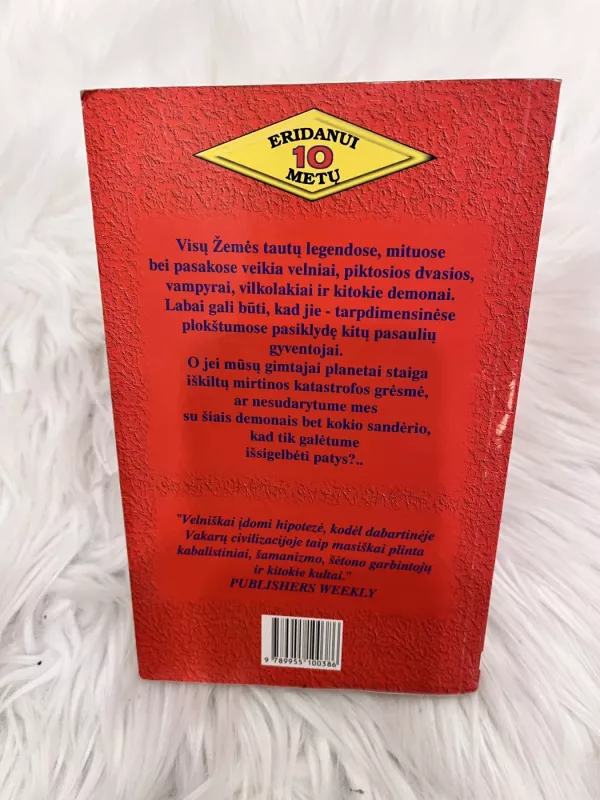 ERIDANUI
10
METŲ
Visų Žemės tautų legendose, mituose
bei pasakose veikia velniai, piktosios dvasios,
vampyrai, vilkolakiai ir kitokie demonai.
Labai gali būti, kad jie - tarpdimensinėse
plokštumose pasiklydę kitų pasaulių
gyventojai.
O jei mūsų gimtajai planetai staiga
iškiltų mirtinos katastrofos grėsmė,
ar nesudarytume mes
su šiais demonais bet kokio sandėrio,
kad tik galėtume
išsigelbėti patys?..
"Velniškai įdomi hipotezė, kodėl dabartinėje
Vakarų civilizacijoje taip masiškai plinta
kabalistiniai, šamanizmo, šėtono garbintojų
ir kitokie kultai."
PUBLISHERS WEEKLY
9 789955 100386